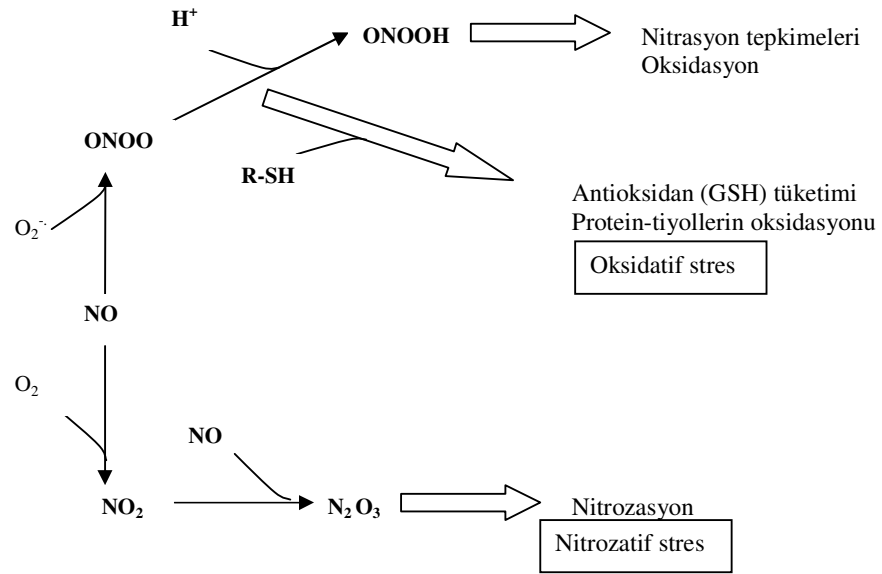 H⁺
ONOOH
Nitrasyon tepkimeleri
Oksidasyon
ONOO
R-SH
Antioksidan (GSH) tüketimi
Protein-tiyollerin oksidasyonu
O₂⁻·
Oksidatif stres
NO
O₂
NO
NO₂
N₂O₃
Nitrozasyon
Nitrozatif stres